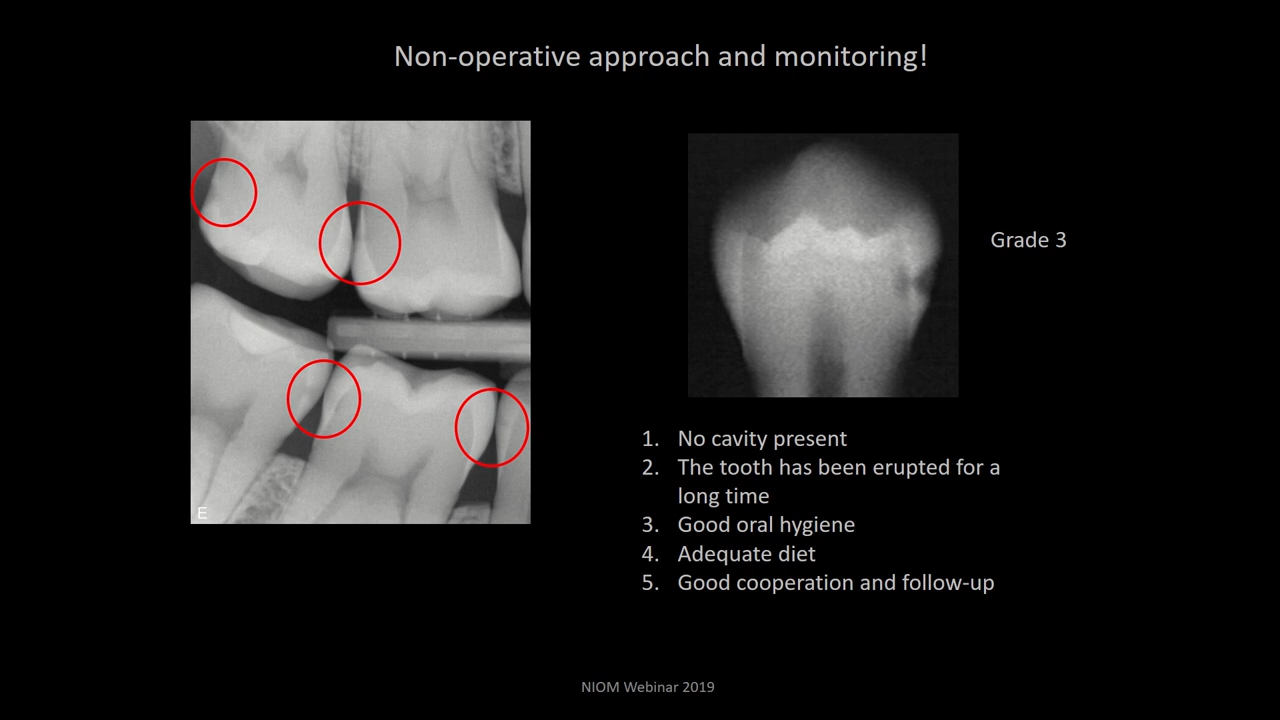 Non-operative approach and monitoring!
E
Grade 3
1. No cavity present
2. The tooth has been erupted for a
long time
3. Good oral hygiene
4. Adequate diet
5. Good cooperation and follow-up
NIOM Webinar 2019